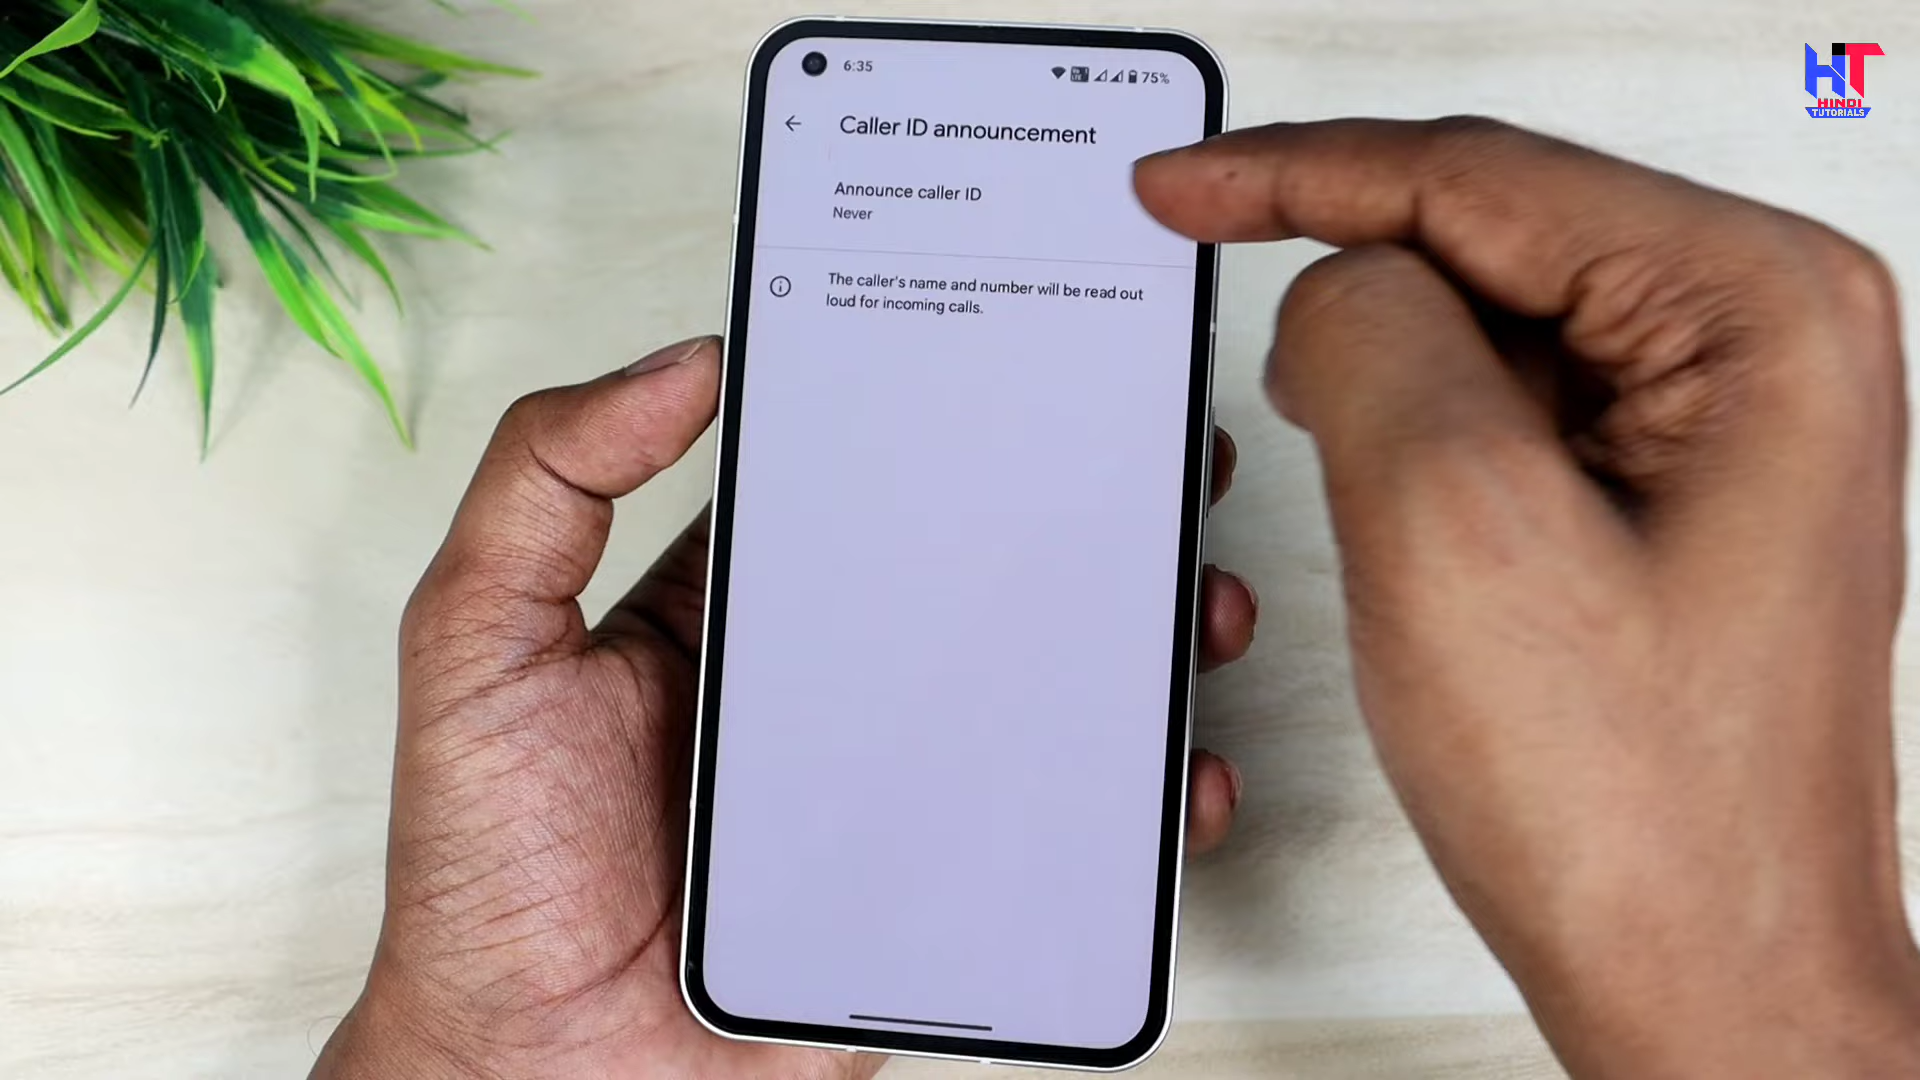 6:35
75%
Caller ID announcement
Announce caller ID
Never
The caller's name and number will be read out
loud for incoming calls.
HT
HINDI
TUTORIALS